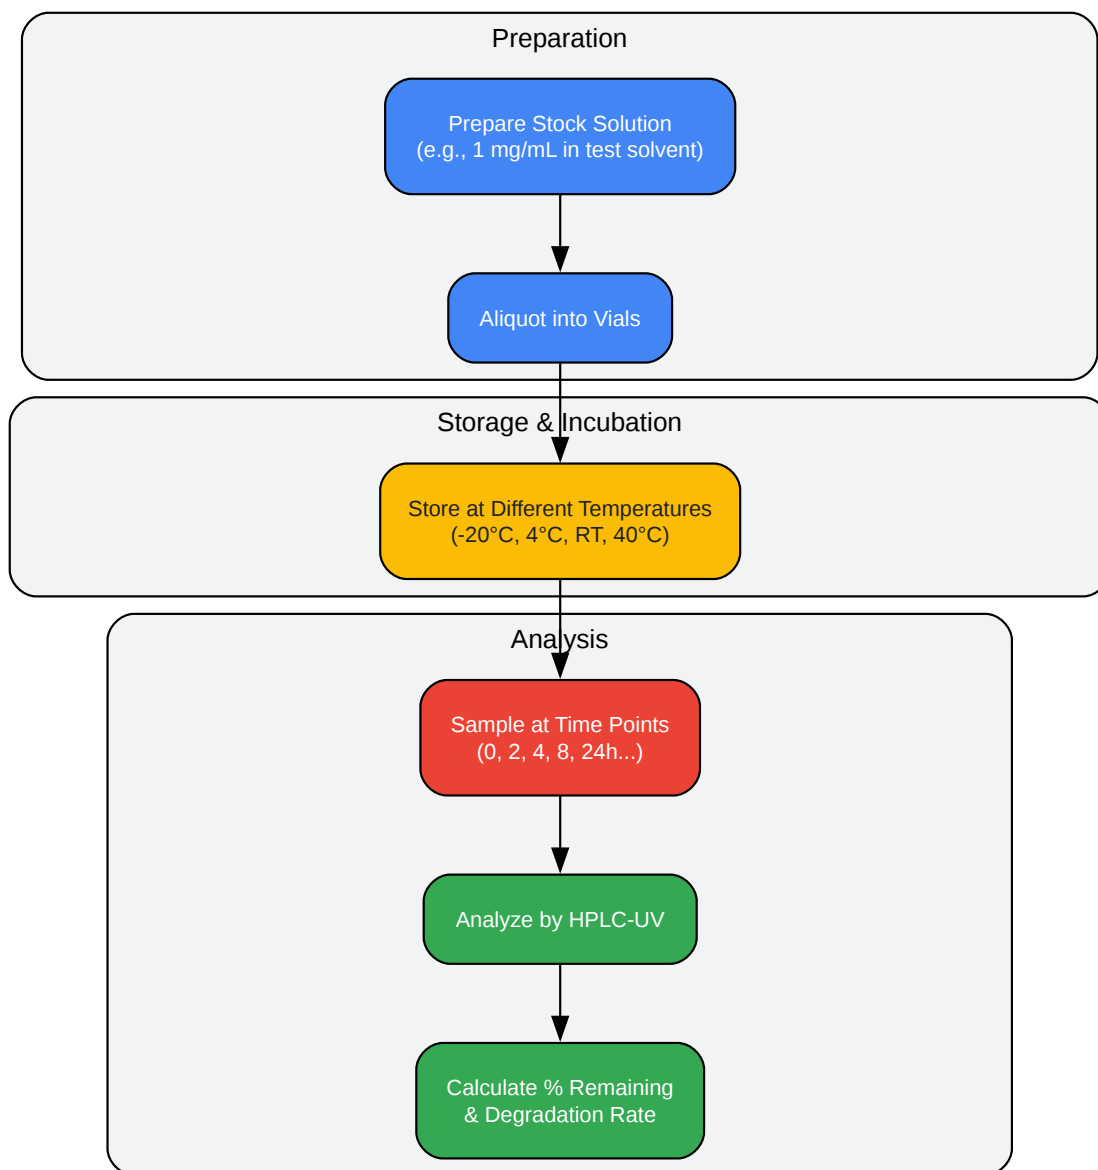 Preparation
Prepare Stock Solution
(e.g., 1 mg/mL in test solvent)
Aliquot into Vials
Storage & Incubation
Store at Different Temperatures
(-20°C, 4°C, RT, 40°C)
Analysis
Sample at Time Points
(0, 2, 4, 8, 24h...)
Analyze by HPLC-UV
Calculate % Remaining
& Degradation Rate